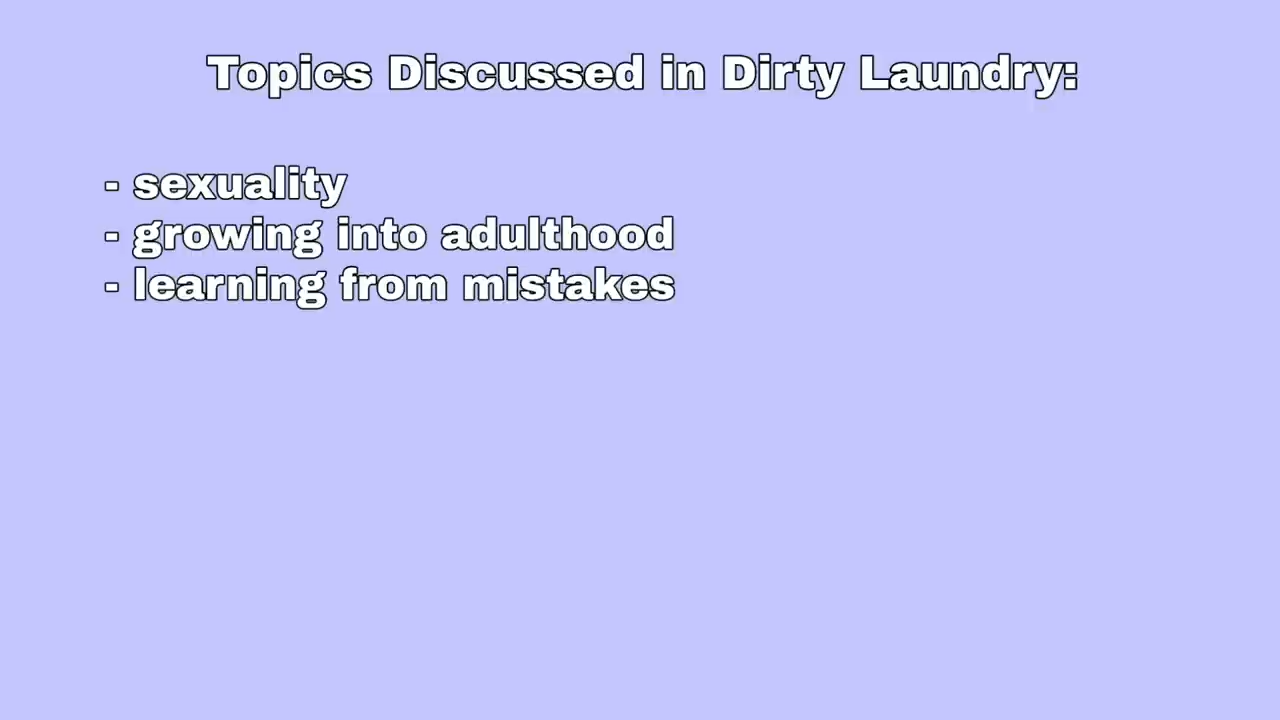 Topics Discussed in Dirty Laundry:
- sexuality
- growing into adulthood
- learning from mistakes